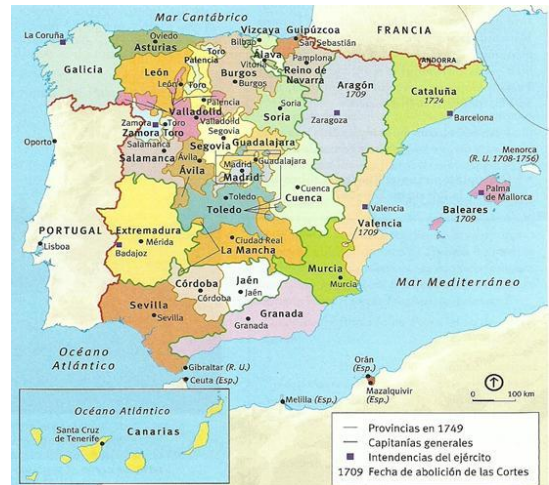 Mar Cantábrico
FRANCIA
ANDORRA
La Coruña
Oviedo
Asturias
Galicia
Vizcaya
Bilbao
Guipúzcoa
San Sebastián
Álava
Vitoria
Pamplona
Reino de
Navarra
León
León
Palencia
Toro
Toro
Burgos
Burgos
Palencia
Aragón
1709
Zaragoza
Cataluña
1724
Barcelona
Valladolid
Valladolid
Zamora
Toro
Zamora
Toro
Soria
Soria
Segovia
Segovia
Salamanca
Salamanca
Ávila
Ávila
Guadalajara
Guadalajara
Madrid
Madrid
Oporto
Cuenca
Cuenca
Toledo
Toledo
Menorca
(R. U. 1708-1756)
Palma
de Mallorca
Baleares
1709
Valencia
Valencia
1709
PORTUGAL
Lisboa
Extremadura
Mérida
Badajoz
Ciudad Real
La Mancha
Murcia
Murcia
Mar Mediterráneo
Córdoba
Córdoba
Jaén
Jaén
Sevilla
Sevilla
Granada
Granada
Océano
Atlántico
Gibraltar (R. U.)
Ceuta (Esp.)
Melilla (Esp.)
Orán
(Esp.)
Mazalquivir
(Esp.)
0 100 km
Océano Atlántico
Santa Cruz
de Tenerife
Canarias
Provincias en 1749
Capitanías generales
Intendencias del ejército
1709 Fecha de abolición de las Cortes